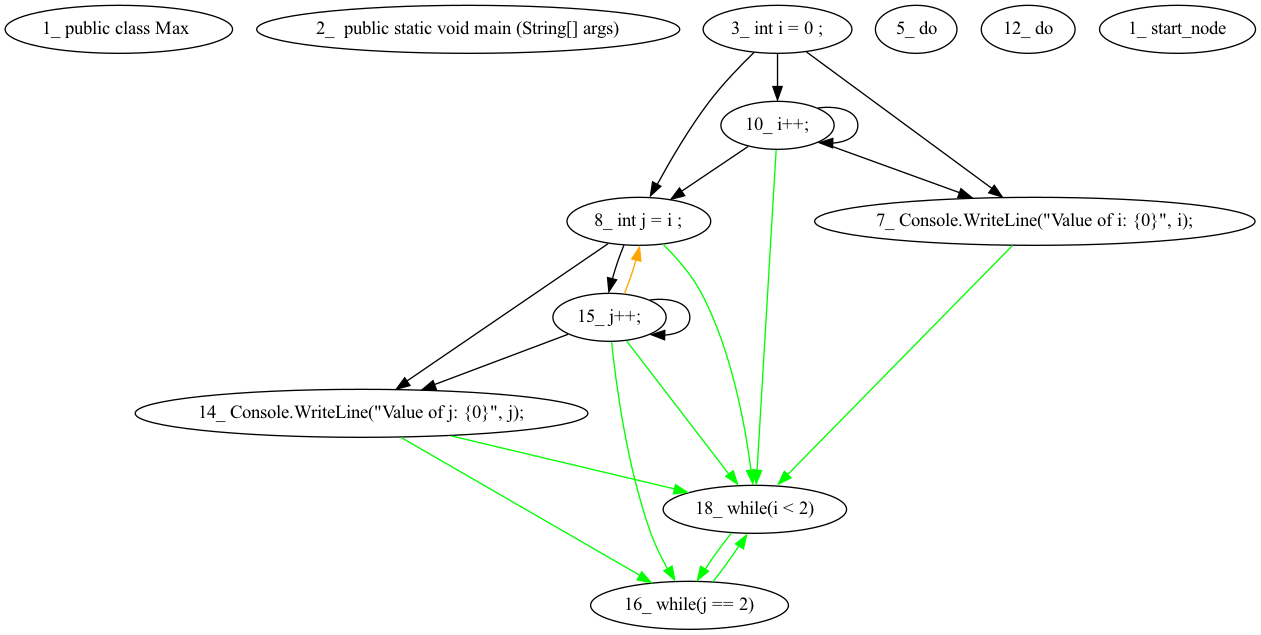 1_ public class Max
2_  public static void main (String[] args)
3_ int i = 0 ;
5_ do
12_ do
1_ start_node
10_ i++;
8_ int j = i ;
7_ Console.WriteLine("Value of i: {0}", i);
15_ j++;
14_ Console.WriteLine("Value of j: {0}", j);
18_ while(i < 2)
16_ while(j == 2)